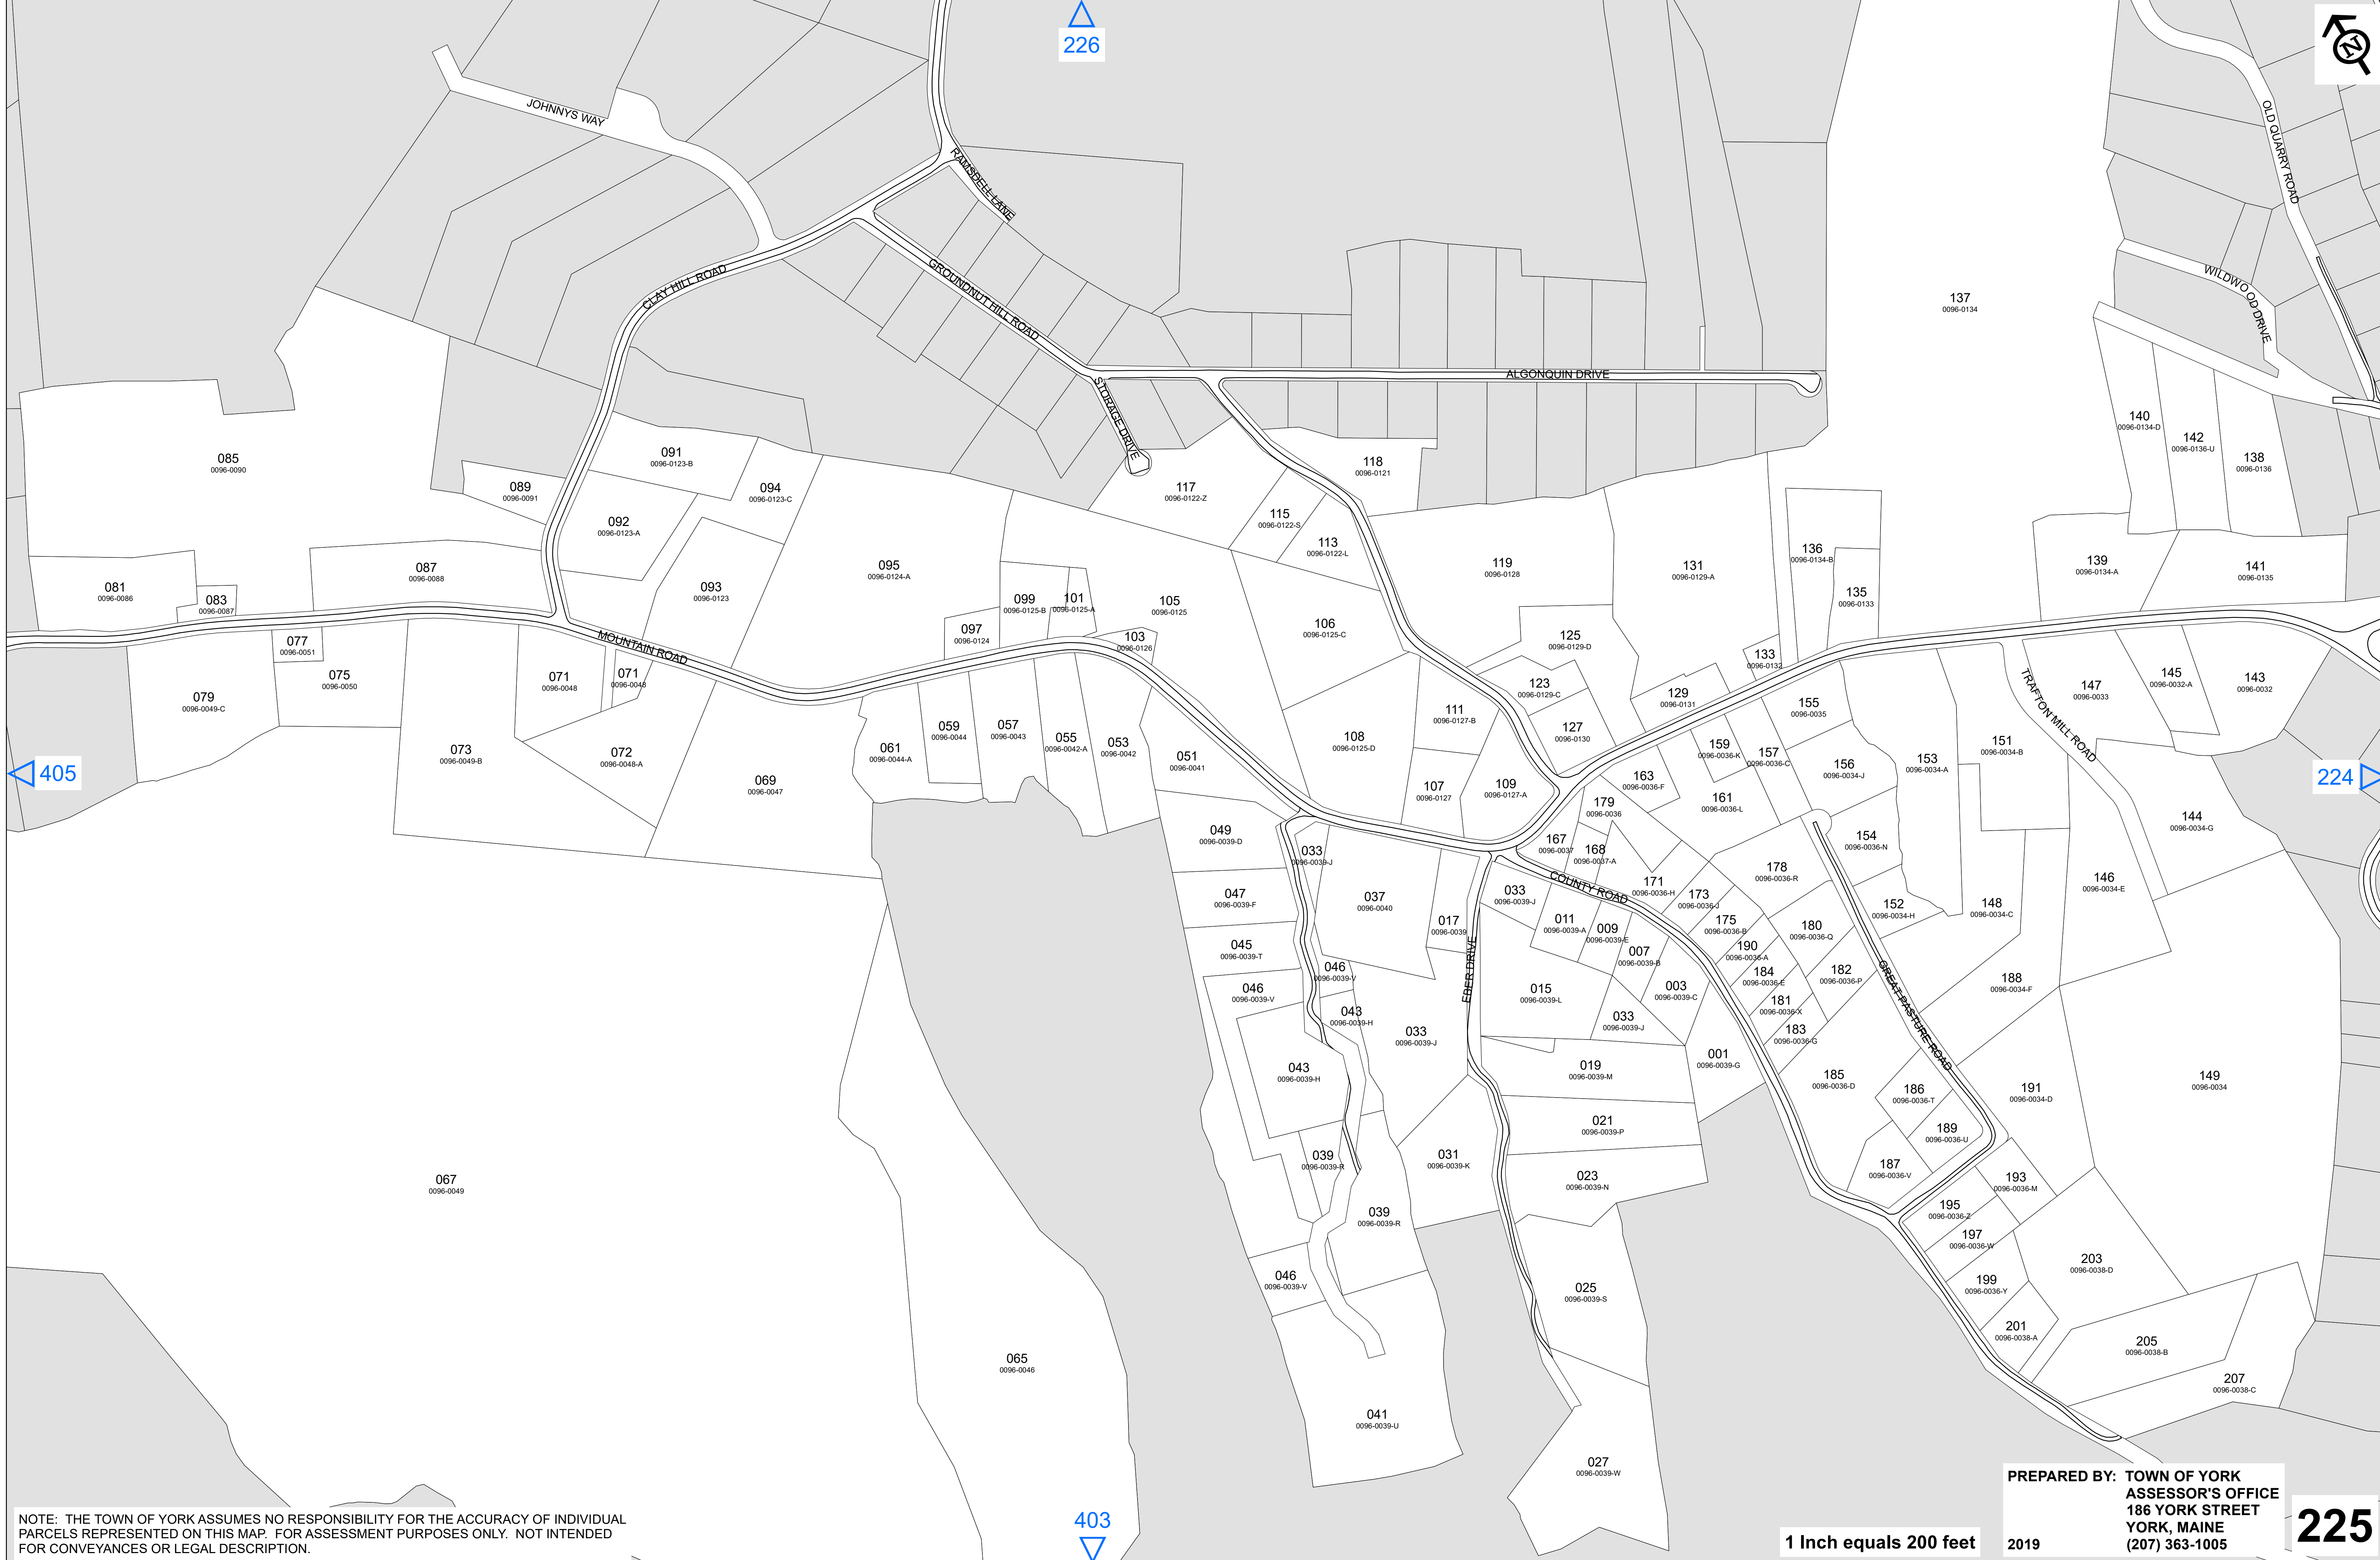 226
N
JOHNNYS WAY
RAMSDELL LANE
OLD QUARRY ROAD
CLAY HILL ROAD
GROUNDNUT HILL ROAD
WILDWOOD DRIVE
137
0096-0134
STORAGE DRIVE
ALGONQUIN DRIVE
140
0096-0134-D
142
0096-0136-U
138
0096-0136
085
0096-0090
091
0096-0123-B
089
0096-0091
094
0096-0123-C
092
0096-0123-A
117
0096-0122-Z
118
0096-0121
115
0096-0122-S
113
0096-0122-L
119
0096-0128
131
0096-0129-A
136
0096-0134-B
135
0096-0133
139
0096-0134-A
141
0096-0135
081
0096-0086
083
0096-0087
087
0096-0088
093
0096-0123
095
0096-0124-A
099
0096-0125-B
101
0096-0125-A
105
0096-0125
097
0096-0124
103
0096-0126
106
0096-0125-C
125
0096-0129-D
133
0096-0132
123
0096-0129-C
129
0096-0131
127
0096-0130
077
0096-0051
075
0096-0050
079
0096-0049-C
MOUNTAIN ROAD
071
0096-0048
071
0096-0048
073
0096-0049-B
072
0096-0048-A
069
0096-0047
061
0096-0044-A
059
0096-0044
057
0096-0043
055
0096-0042-A
053
0096-0042
051
0096-0041
108
0096-0125-D
111
0096-0127-B
107
0096-0127
109
0096-0127-A
155
0096-0035
159
0096-0036-K
157
0096-0036-C
156
0096-0034-J
153
0096-0034-A
151
0096-0034-B
TRAFTON MILL ROAD
147
0096-0033
145
0096-0032-A
143
0096-0032
405
224
163
0096-0036-F
161
0096-0036-L
179
0096-0036
144
0096-0034-G
049
0096-0039-D
033
0096-0039-J
167
0096-0037
168
0096-0037-A
154
0096-0036-N
047
0096-0039-F
037
0096-0040
017
0096-0039
033
0096-0039-J
COUNTY ROAD
171
0096-0036-H
173
0096-0036-J
178
0096-0036-R
152
0096-0034-H
148
0096-0034-C
146
0096-0034-E
045
0096-0039-T
011
0096-0039-A
009
0096-0039-E
007
0096-0039-B
175
0096-0036-B
190
0096-0036-A
180
0096-0036-Q
046
0096-0039-V
046
0096-0039-V
EBER DRIVE
015
0096-0039-L
003
0096-0039-C
184
0096-0036-E
182
0096-0036-P
188
0096-0034-F
043
0096-0039-H
033
0096-0039-J
033
0096-0039-J
181
0096-0036-X
183
0096-0036-G
GREAT PASTURE ROAD
043
0096-0039-H
019
0096-0039-M
001
0096-0039-G
185
0096-0036-D
186
0096-0036-T
191
0096-0034-D
149
0096-0034
021
0096-0039-P
189
0096-0036-U
039
0096-0039-R
031
0096-0039-K
023
0096-0039-N
187
0096-0036-V
193
0096-0036-M
067
0096-0049
039
0096-0039-R
195
0096-0036-Z
197
0096-0036-W
046
0096-0039-V
025
0096-0039-S
199
0096-0036-Y
203
0096-0038-D
201
0096-0038-A
065
0096-0046
205
0096-0038-B
207
0096-0038-C
041
0096-0039-U
027
0096-0039-W
403
NOTE: THE TOWN OF YORK ASSUMES NO RESPONSIBILITY FOR THE ACCURACY OF INDIVIDUAL
PARCELS REPRESENTED ON THIS MAP. FOR ASSESSMENT PURPOSES ONLY. NOT INTENDED
FOR CONVEYANCES OR LEGAL DESCRIPTION.
1 Inch equals 200 feet
PREPARED BY: TOWN OF YORK
ASSESSOR'S OFFICE
186 YORK STREET
YORK, MAINE
2019 (207) 363-1005
225